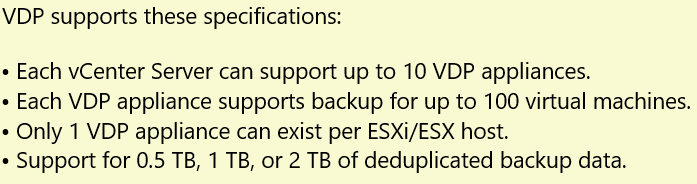 VDP supports these specifications:
• Each vCenter Server can support up to 10 VDP appliances.
• Each VDP appliance supports backup for up to 100 virtual machines.
• Only 1 VDP appliance can exist per ESXi/ESX host.
• Support for 0.5 TB, 1 TB, or 2 TB of deduplicated backup data.